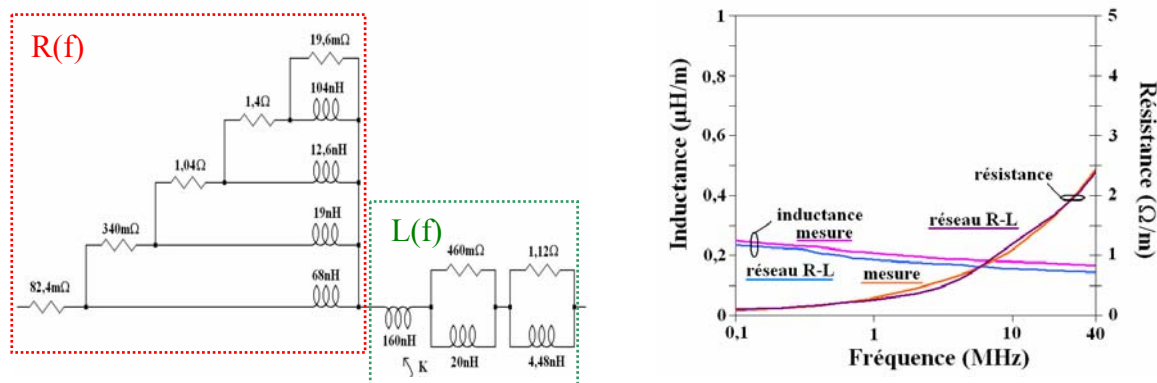 R(f)
19,6mΩ
104nH
1,4Ω
12,6nH
1,04Ω
19nH
340mΩ
68nH
82,4mΩ
L(f)
460mΩ
1,12Ω
160nH
K
20nH
4,48nH
Inductance (µH/m)
1
0,8
0,6
0,4
0,2
0
résistance
inductance
mesure
réseau R-L
réseau R-L
mesure
5
4
3
2
1
0
Résistance (Ω/m)
0,1
1
10
40
Fréquence (MHz)